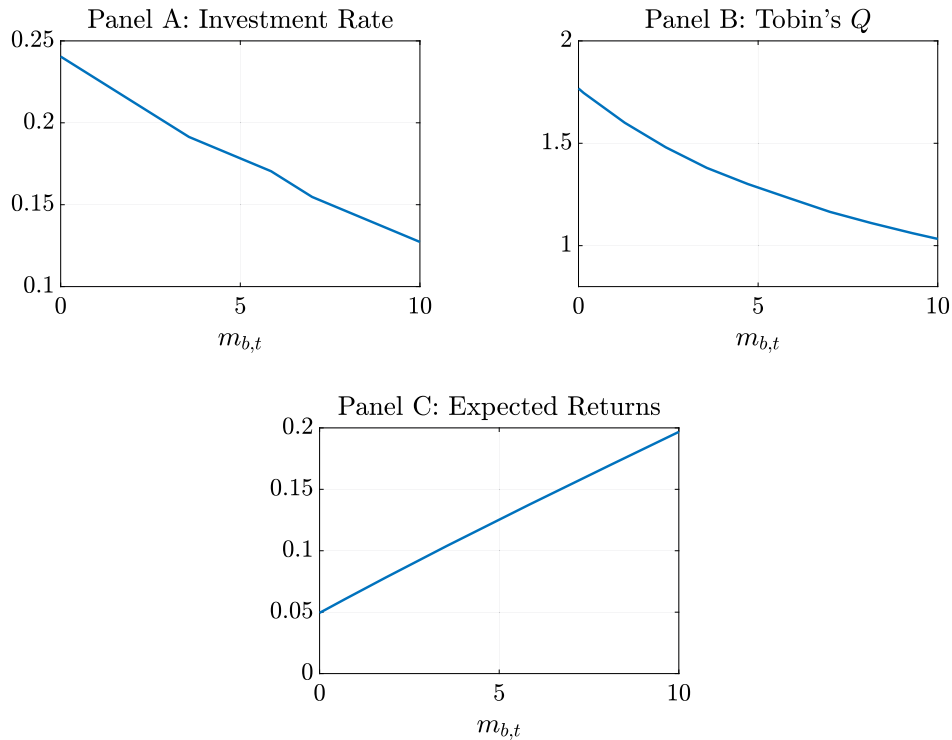 Panel A: Investment Rate
0.25
0.2
0.15
0.1
0 5 10
m_{b,t}
Panel B: Tobin's Q
2
1.5
1
0 5 10
m_{b,t}
Panel C: Expected Returns
0.2
0.15
0.1
0.05
0
0 5 10
m_{b,t}